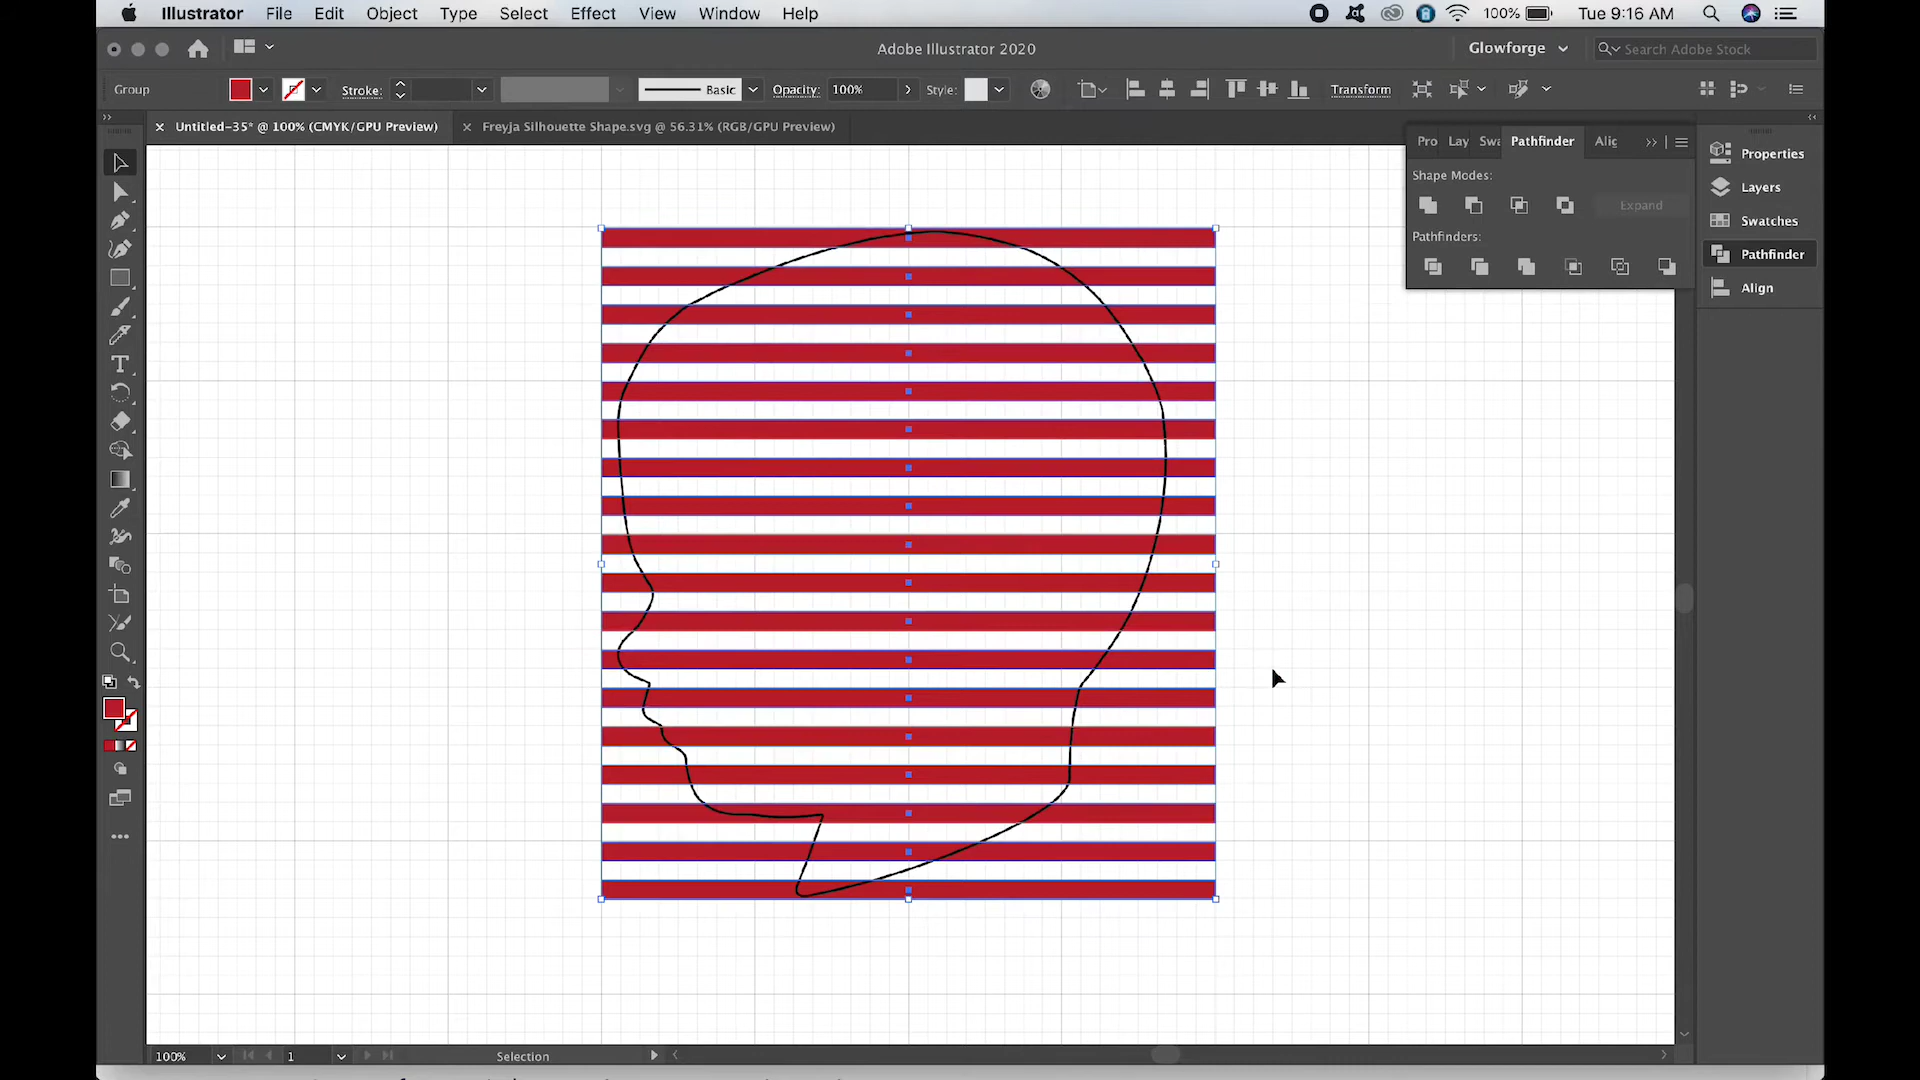 Illustrator File Edit Object Type Select Effect View Window Help 100% Tue 9:16 AM
Adobe Illustrator 2020 Glowforge Search Adobe Stock
Group Stroke: Basic Opacity: 100% Style: Transform
Untitled-35* @ 100% (CMYK/GPU Preview) Freyja Silhouette Shape.svg @ 56.31% (RGB/GPU Preview)
Pro Lay Swa Pathfinder Alig
Shape Modes:
Expand
Pathfinders:
Properties
Layers
Swatches
Pathfinder
Align
100% 1 Selection